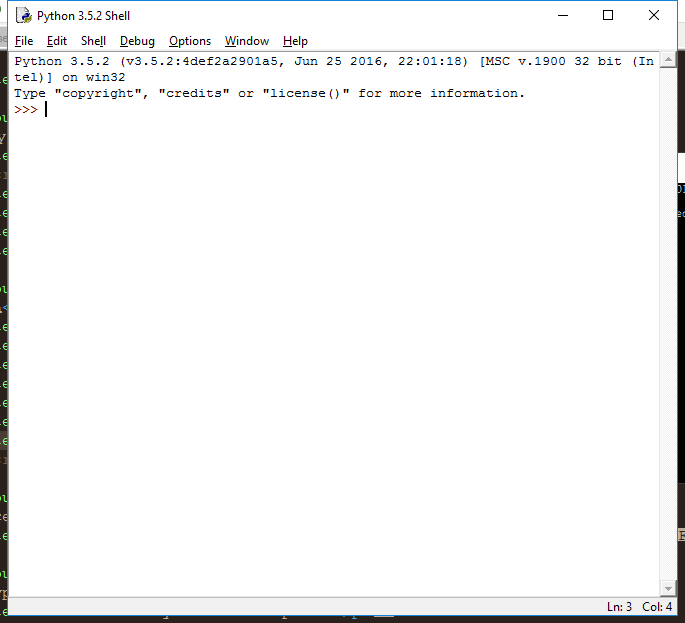 Python 3.5.2 Shell
File Edit Shell Debug Options Window Help
Python 3.5.2 (v3.5.2:4def2a2901a5, Jun 25 2016, 22:01:18) [MSC v.1900 32 bit (In
tel)] on win32
Type "copyright", "credits" or "license()" for more information.
>>>
Ln: 3 Col: 4